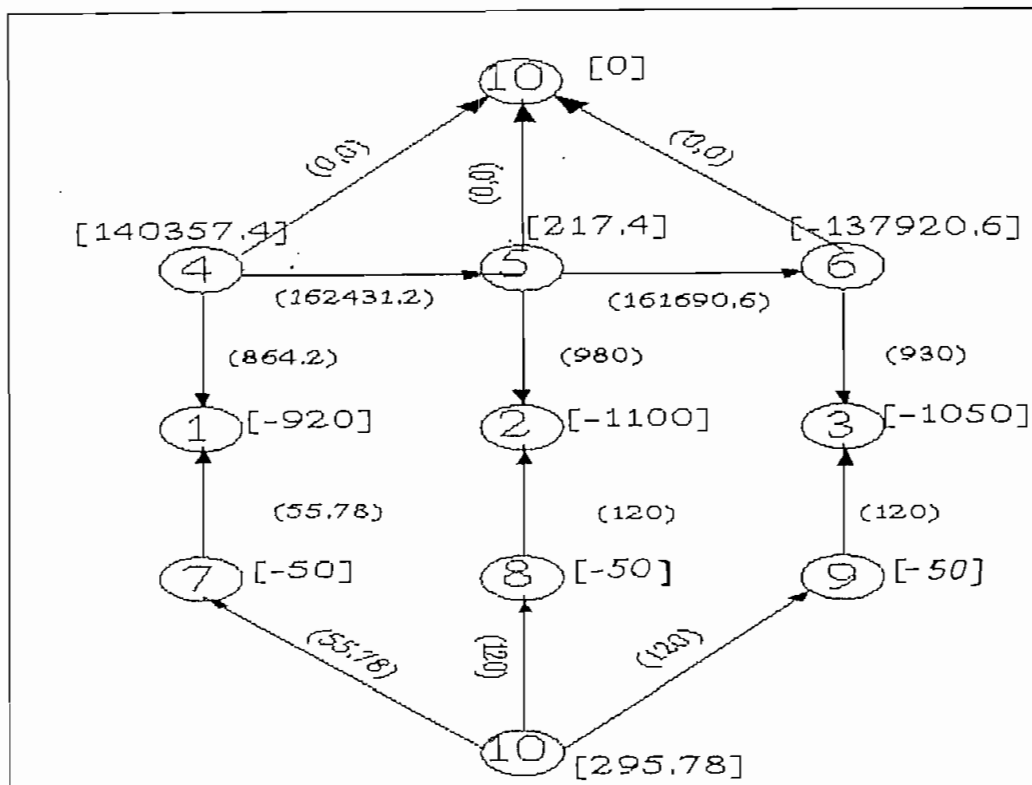 10 [0]
(0,0) (0,0) (0,0)
[140357,4] [217,4] [-137920,6]
4 5 6
(162431,2) (161690,6)
(864,2) (980) (930)
1 [-920] 2 [-1100] 3 [-1050]
(55,78) (120) (120)
7 [-50] 8 [-50] 9 [-50]
(55,78) (120) (120)
10 [295,78]